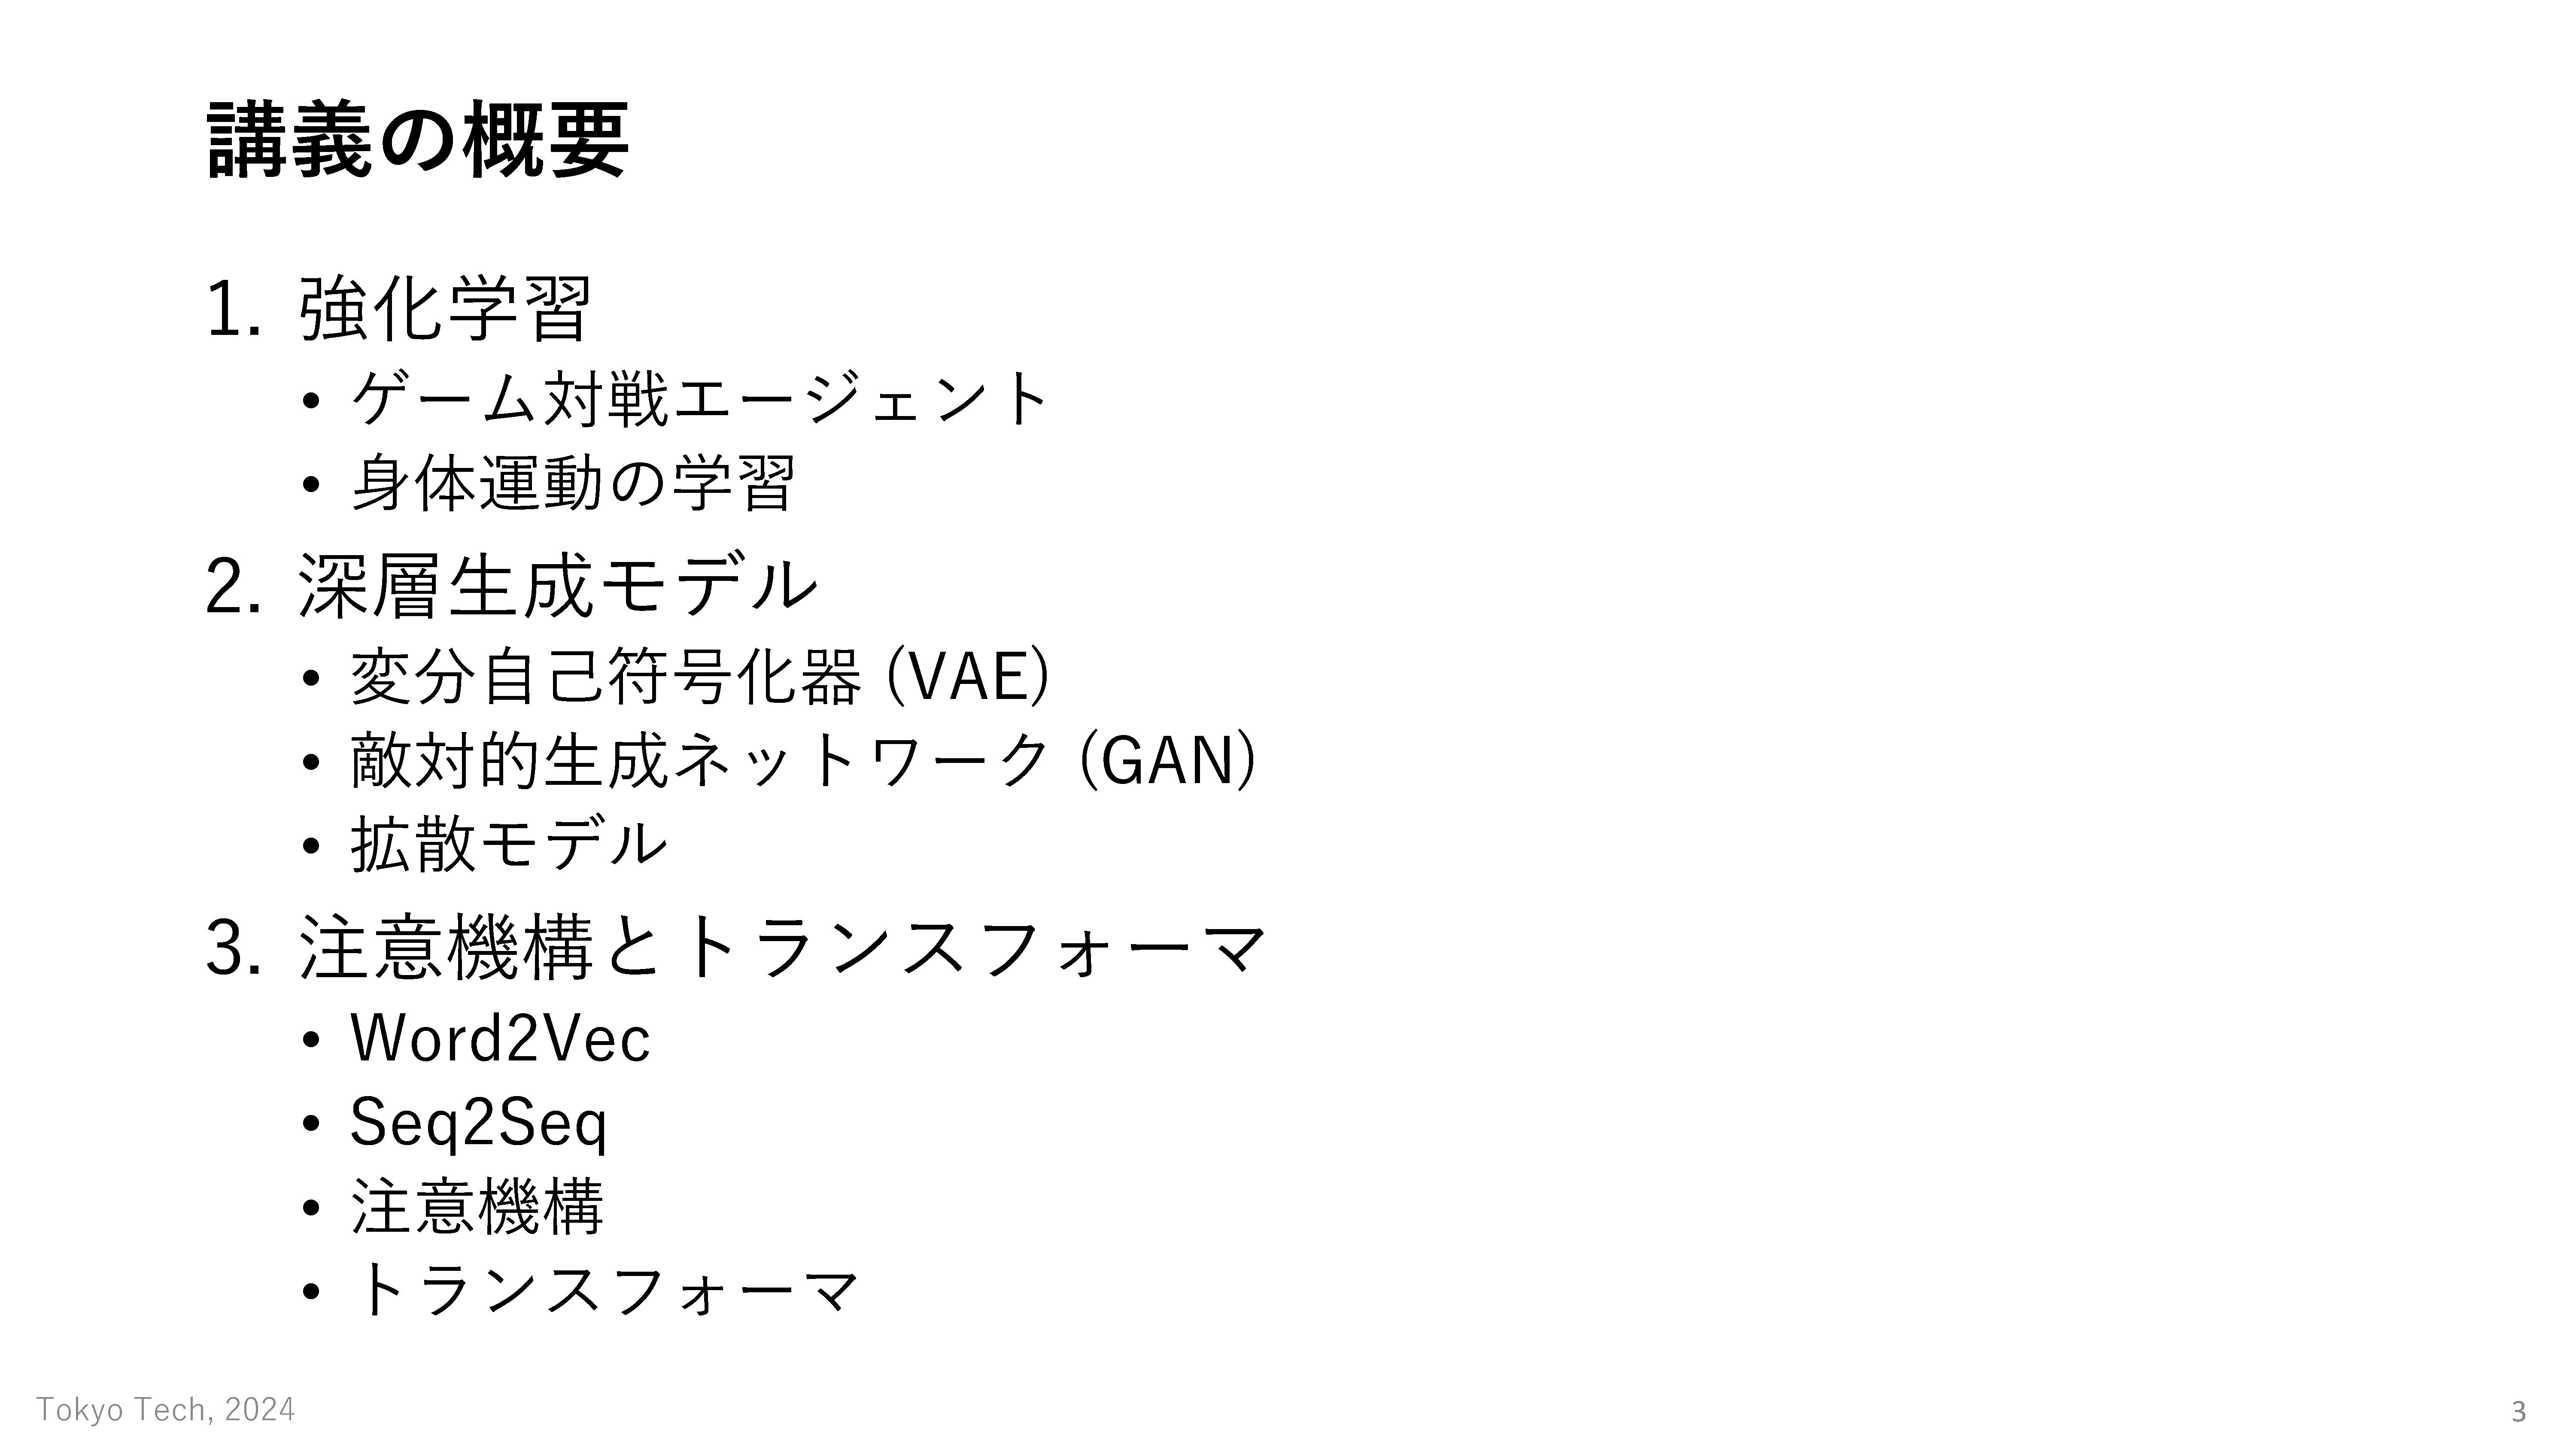 講義の概要
1. 強化学習
• ゲーム対戦エージェント
• 身体運動の学習
2. 深層生成モデル
• 変分自己符号化器 (VAE)
• 敵対的生成ネットワーク (GAN)
• 拡散モデル
3. 注意機構とトランスフォーマ
• Word2Vec
• Seq2Seq
• 注意機構
• トランスフォーマ
Tokyo Tech, 2024
3